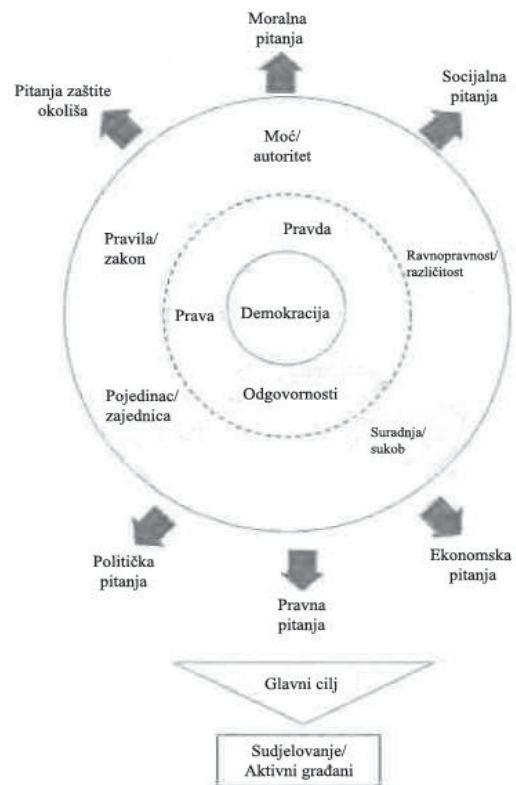 Moralna
pitanja
Pitanja zaštite
okoliša
Socijalna
pitanja
Moć/
autoritet
Pravda
Pravila/
zakon
Ravnopravnost/
različitost
Prava
Demokracija
Odgovornosti
Pojedinac/
zajednica
Suradnja/
sukob
Politička
pitanja
Ekonomska
pitanja
Pravna
pitanja
Glavni cilj
Sudjelovanje/
Aktivni građani